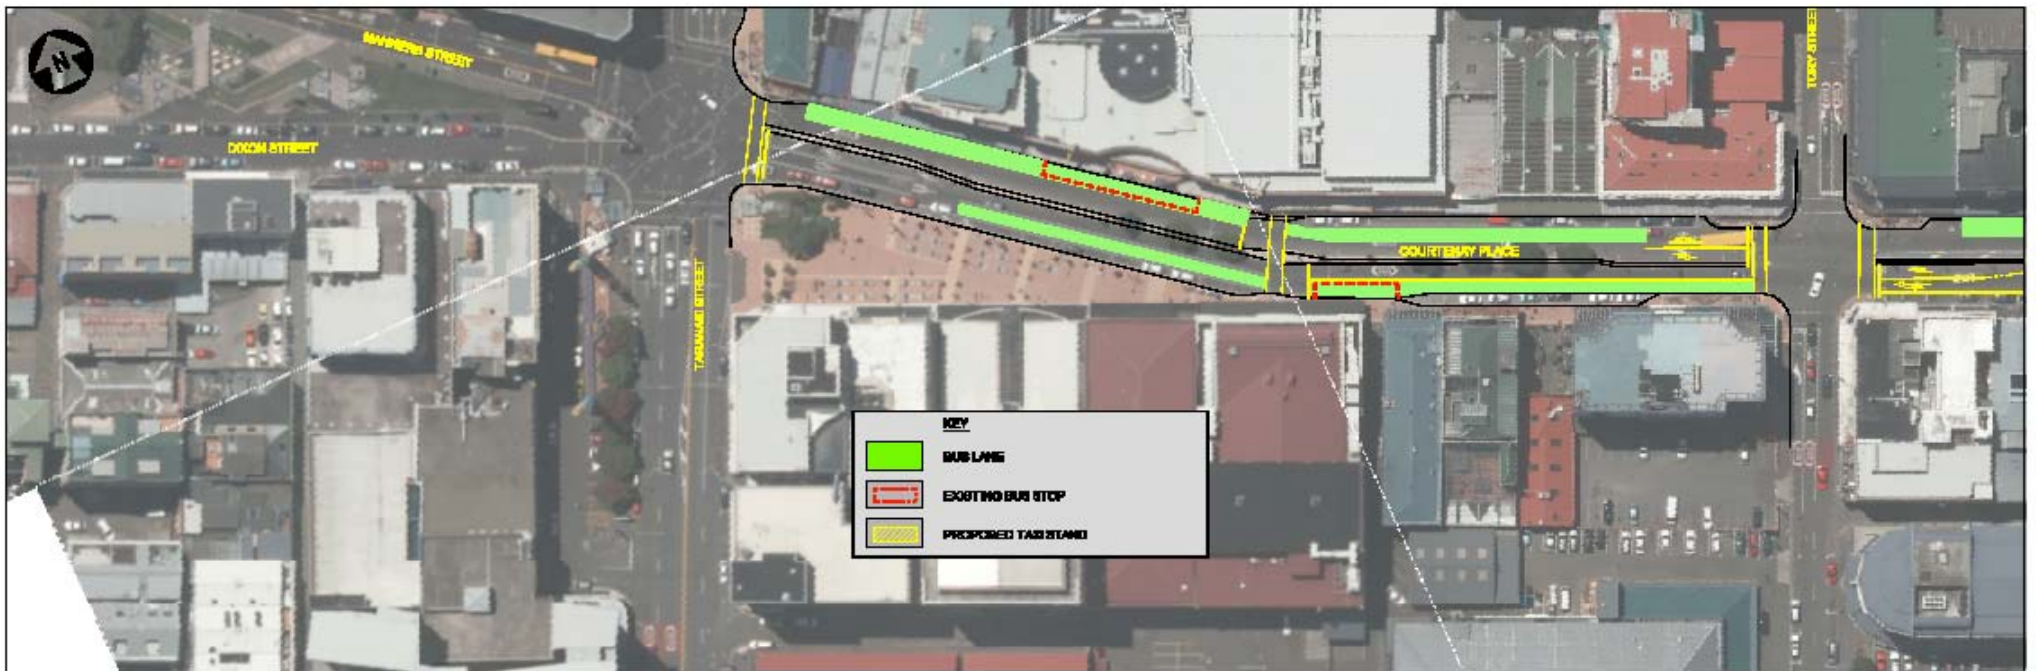 N
MANNERS STREET
TORY STREET
DIXON STREET
COURTENAY PLACE
TARANAKI STREET
KEY
BUS LANE
EXISTING BUS STOP
PROPOSED TAXI STAND